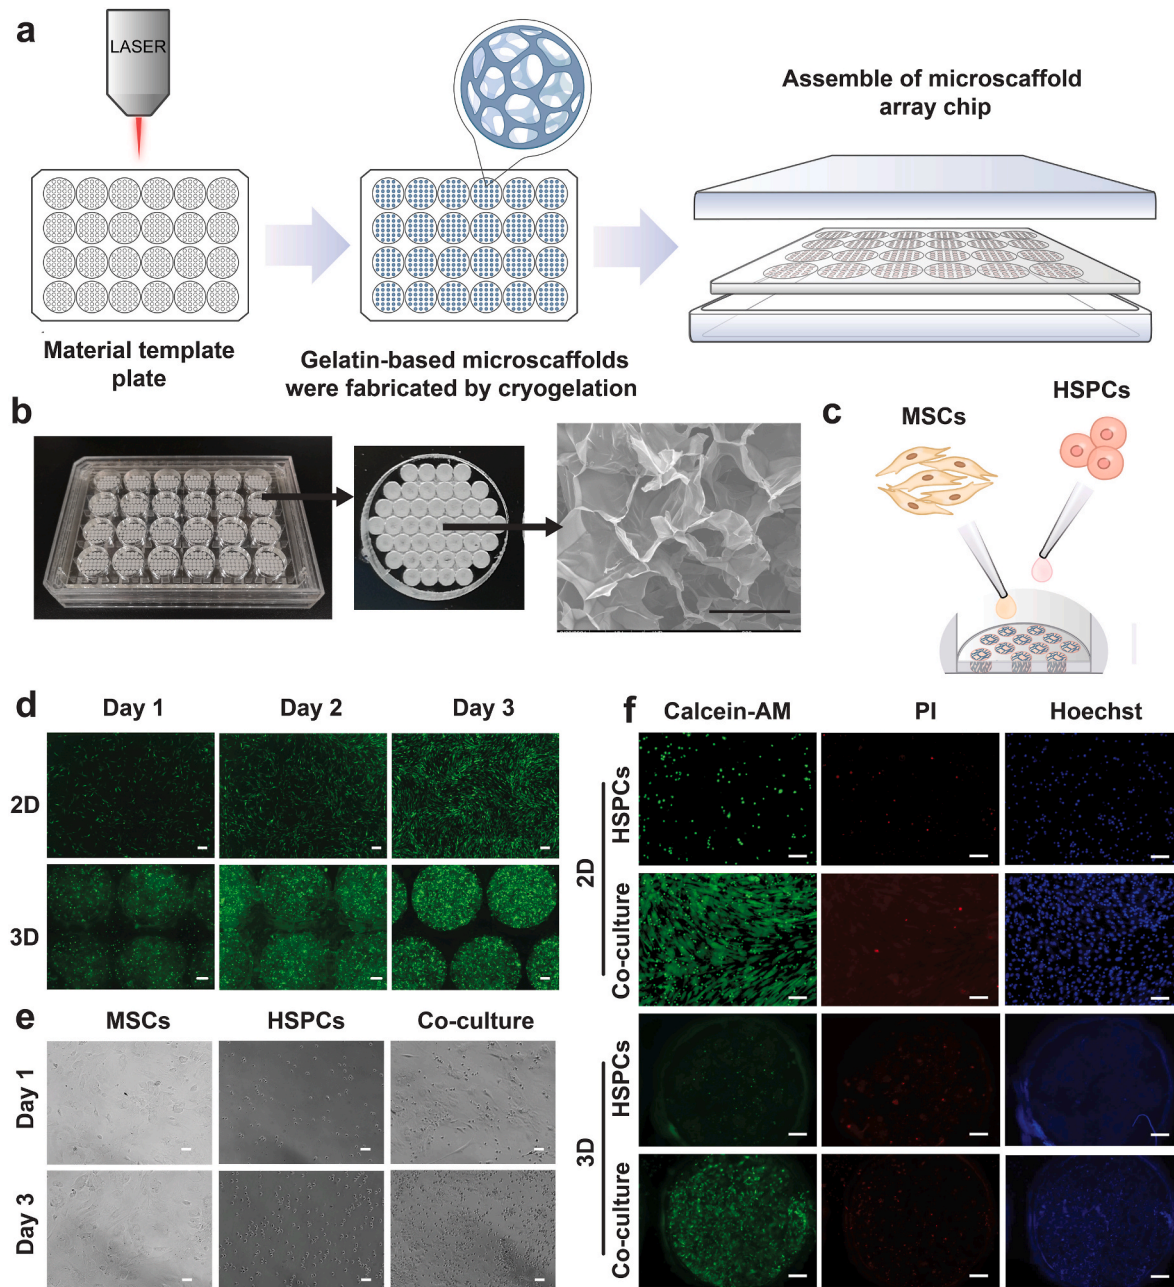 a
LASER
Assemble of microscaffold
array chip
Material template
plate
Gelatin-based microscaffolds
were fabricated by cryogelation
b
c
MSCs
HSPCs
d
Day 1
Day 2
Day 3
2D
3D
e
MSCs
HSPCs
Co-culture
Day 1
Day 3
f
Calcein-AM
PI
Hoechst
2D
HSPCs
Co-culture
3D
HSPCs
Co-culture